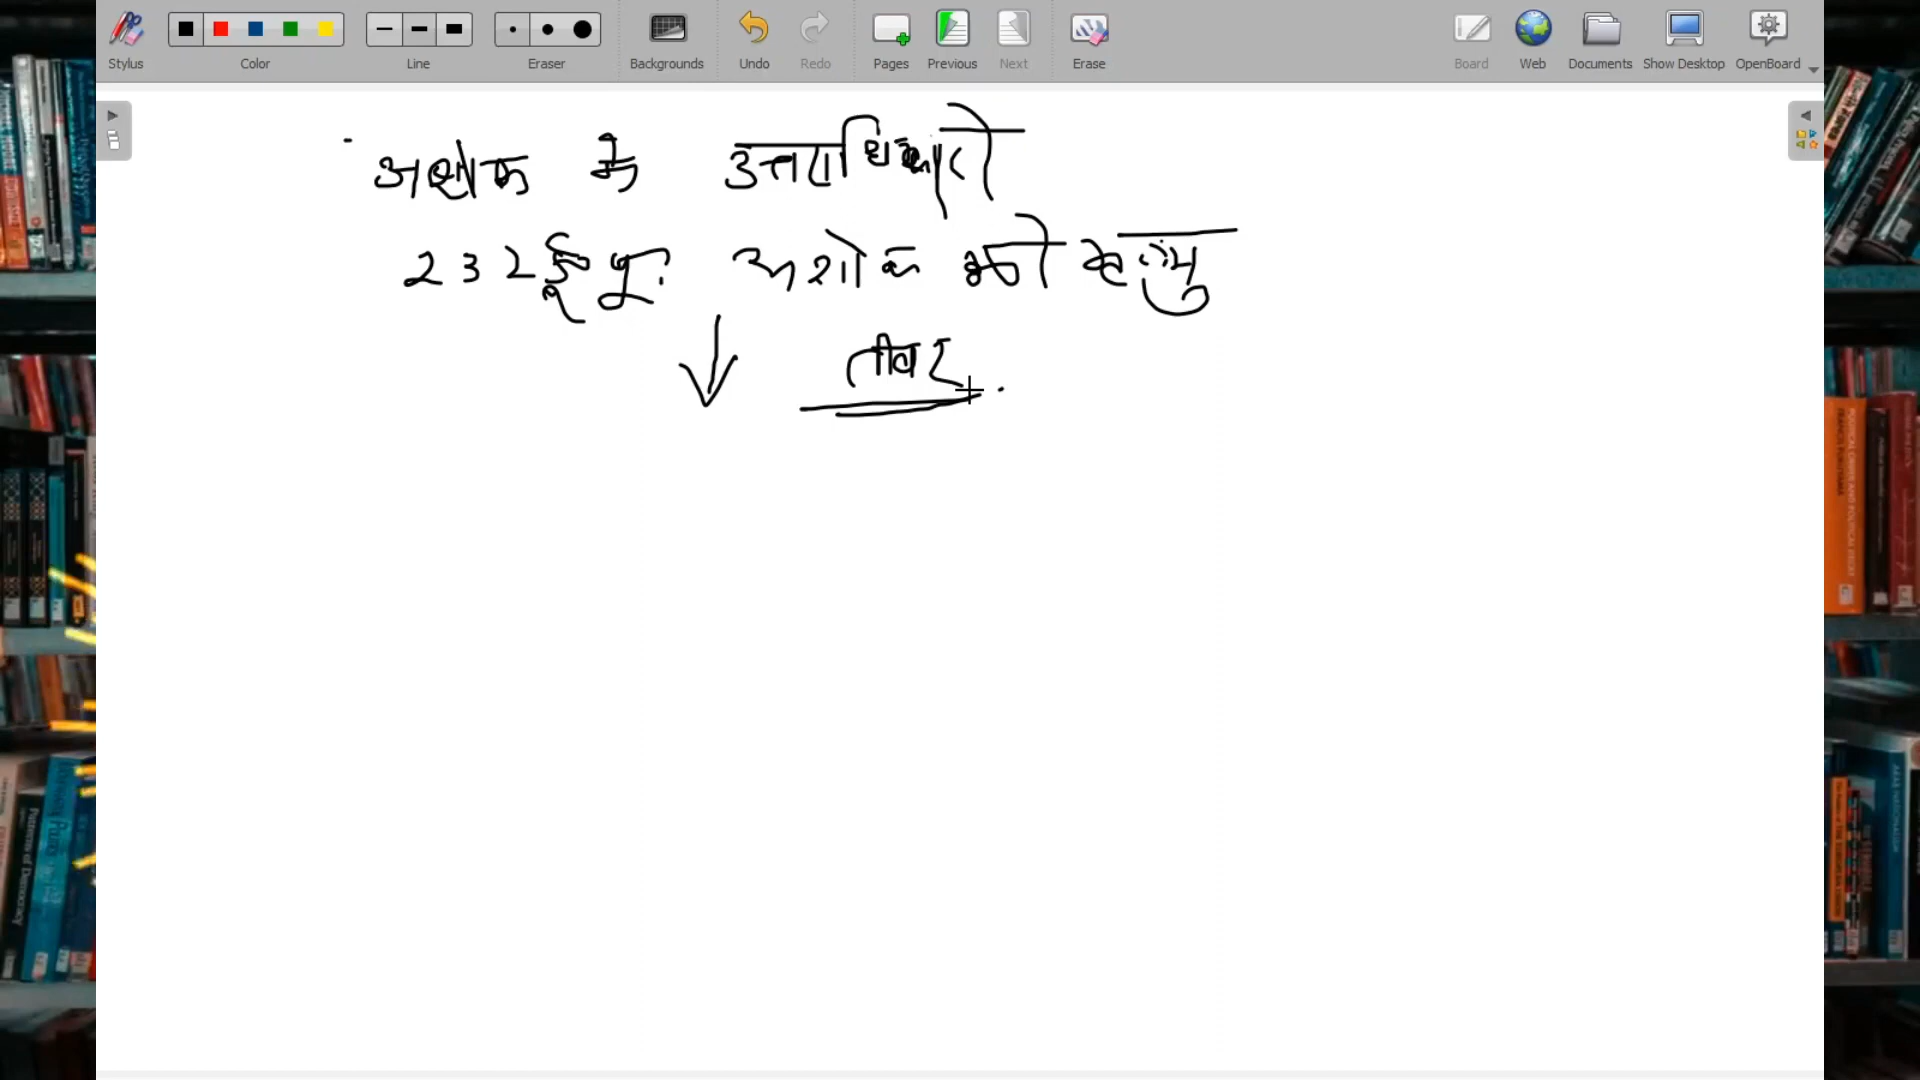 Stylus Color Line Eraser Backgrounds Undo Redo Pages Previous Next Erase Board Web Documents Show Desktop OpenBoard
अशोक के उत्तराधिकारी
232 ई पू. अशोक की मृत्यु
तीवर